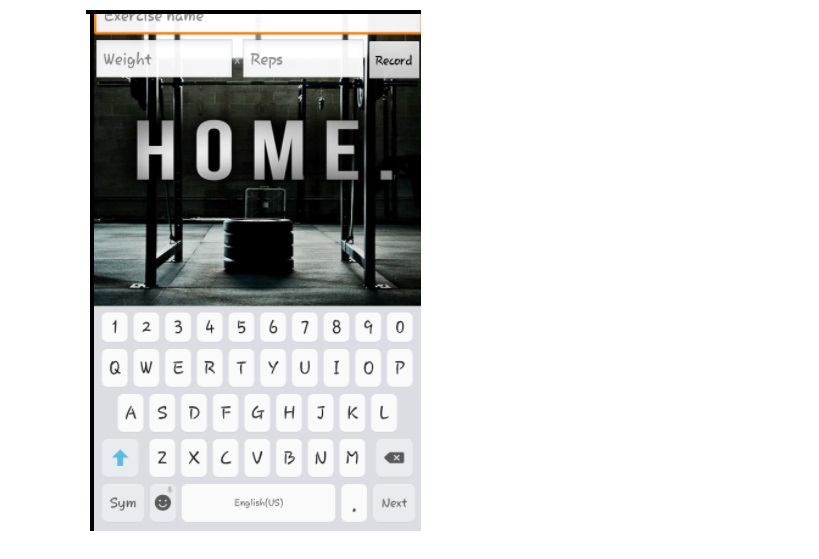 Exercise name
Weight x Reps Record
HOME.
1 2 3 4 5 6 7 8 9 0
Q W E R T Y U I O P
A S D F G H J K L
Z X C V B N M
Sym English(US) . Next